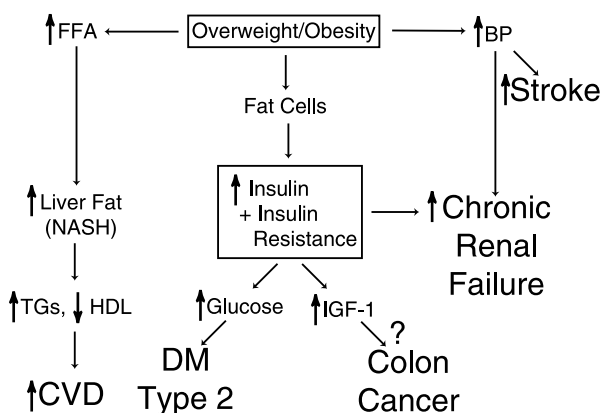 ↑FFA
Overweight/Obesity
↑BP
↑Stroke
Fat Cells
↑Insulin
+ Insulin
Resistance
↑Liver Fat
(NASH)
↑Chronic
Renal
Failure
↑TGs, ↓HDL
↑Glucose
↑IGF-1
?
↑CVD
DM
Type 2
Colon
Cancer